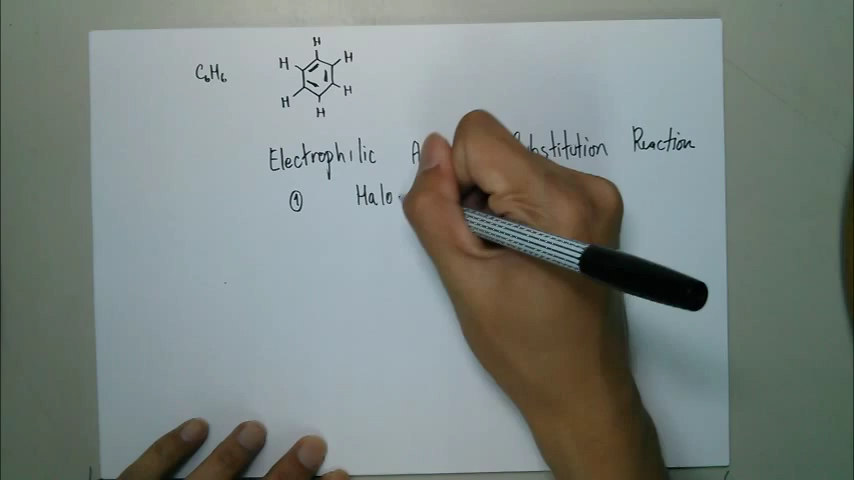 C6H6
H
H H
H H
H
Electrophilic Substitution Reaction
① Halo